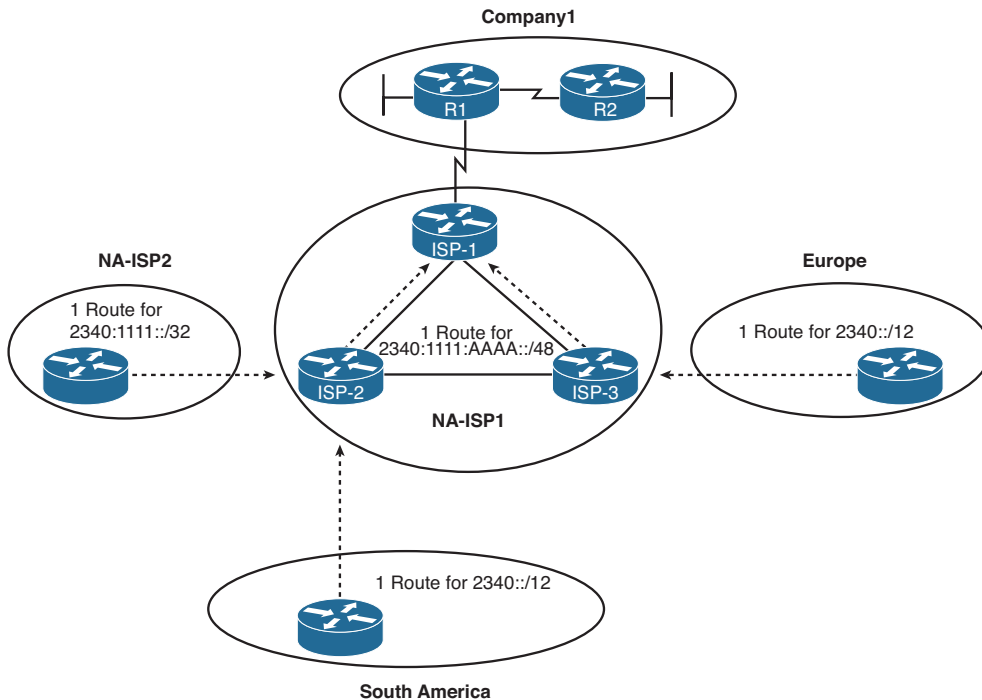 Company1
R1
R2
ISP-1
NA-ISP2
1 Route for
2340:1111::/32
1 Route for
2340:1111:AAAA::/48
ISP-2
ISP-3
NA-ISP1
Europe
1 Route for 2340::/12
1 Route for 2340::/12
South America